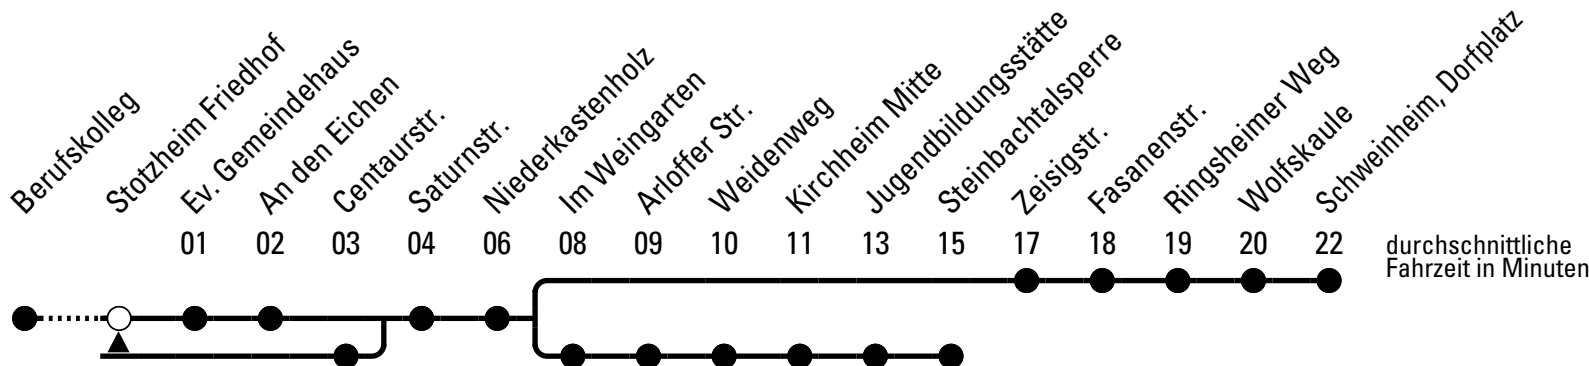 Berufskolleg
Stotzheim Friedhof
Ev. Gemeindehaus
An den Eichen
Centaurstr.
Saturnstr.
Niederkastenholz
Im Weingarten
Arloffer Str.
Weidenweg
Kirchheim Mitte
Jugendbildungsstätte
Steinbachtalsperre
Zeisigstr.
Fasanenstr.
Ringsheimer Weg
Wolfskaule
Schweinheim, Dorfplatz
01 02 03 04 06 08 09 10 11 13 15 17 18 19 20 22
durchschnittliche
Fahrzeit in Minuten